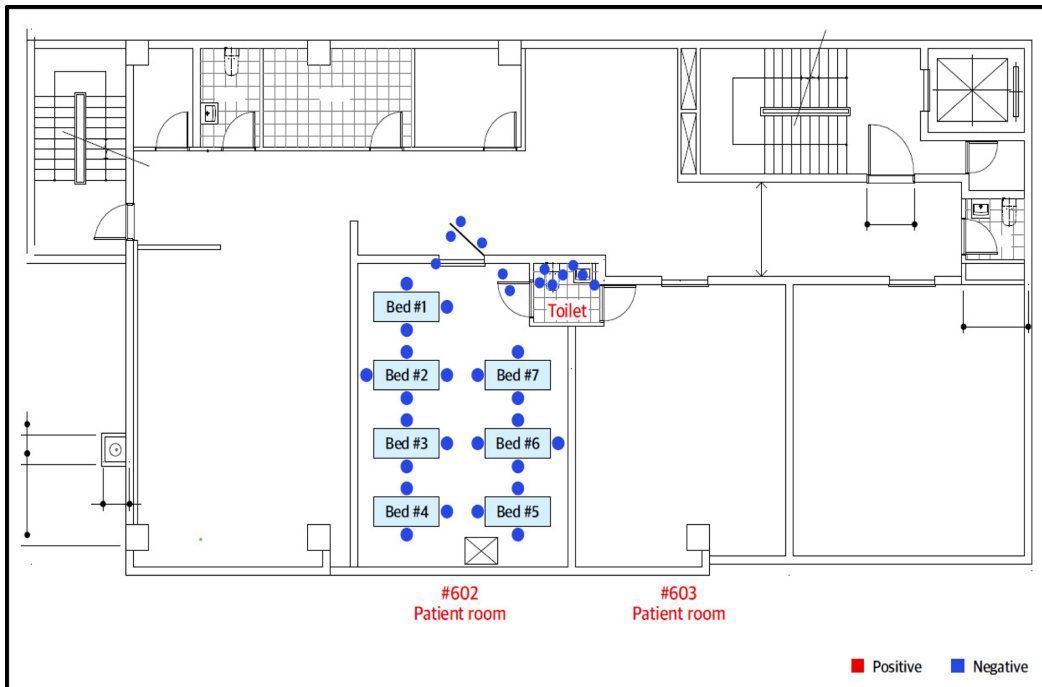 Toilet
Bed #1
Bed #2
Bed #7
Bed #3
Bed #6
Bed #4
Bed #5
#602
Patient room
#603
Patient room
Positive
Negative